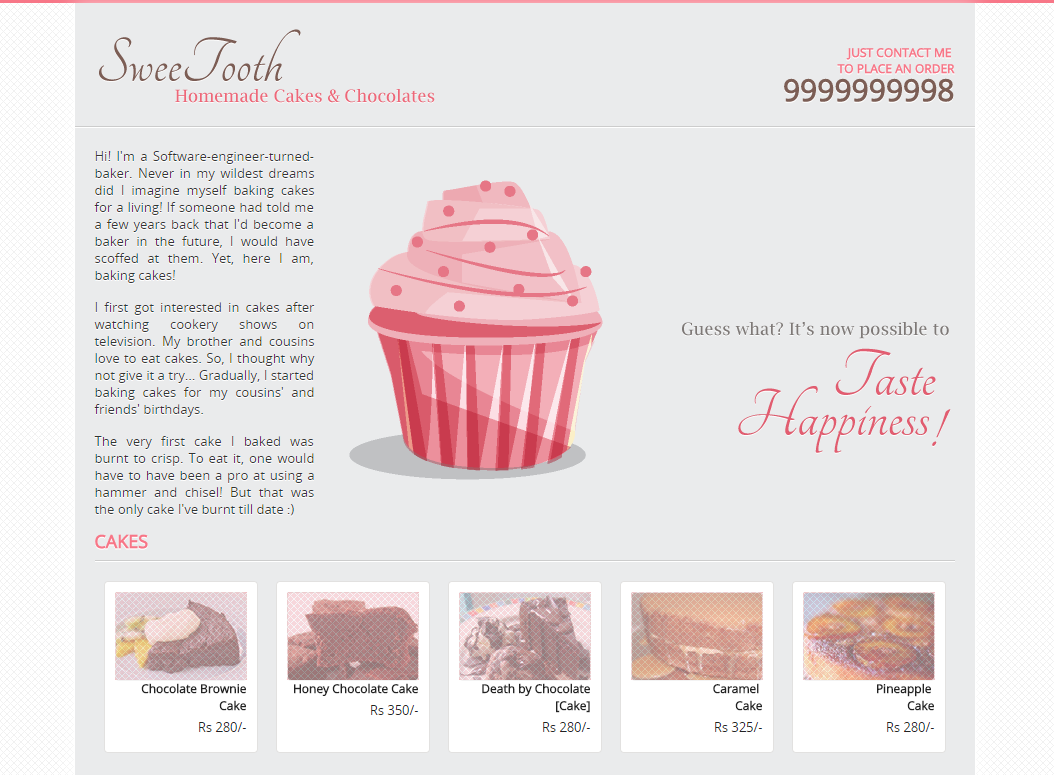 SweeTooth
Homemade Cakes & Chocolates
JUST CONTACT ME
TO PLACE AN ORDER
9999999998
Hi! I'm a Software-engineer-turned-
baker. Never in my wildest dreams
did I imagine myself baking cakes
for a living! If someone had told me
a few years back that I'd become a
baker in the future, I would have
scoffed at them. Yet, here I am,
baking cakes!
I first got interested in cakes after
watching cookery shows on
television. My brother and cousins
love to eat cakes. So, I thought why
not give it a try... Gradually, I started
baking cakes for my cousins' and
friends' birthdays.
The very first cake I baked was
burnt to crisp. To eat it, one would
have to have been a pro at using a
hammer and chisel! But that was
the only cake I've burnt till date :)
Guess what? It's now possible to
Taste
Happiness!
CAKES
Chocolate Brownie
Cake
Rs 280/-
Honey Chocolate Cake
Rs 350/-
Death by Chocolate
[Cake]
Rs 280/-
Caramel
Cake
Rs 325/-
Pineapple
Cake
Rs 280/-